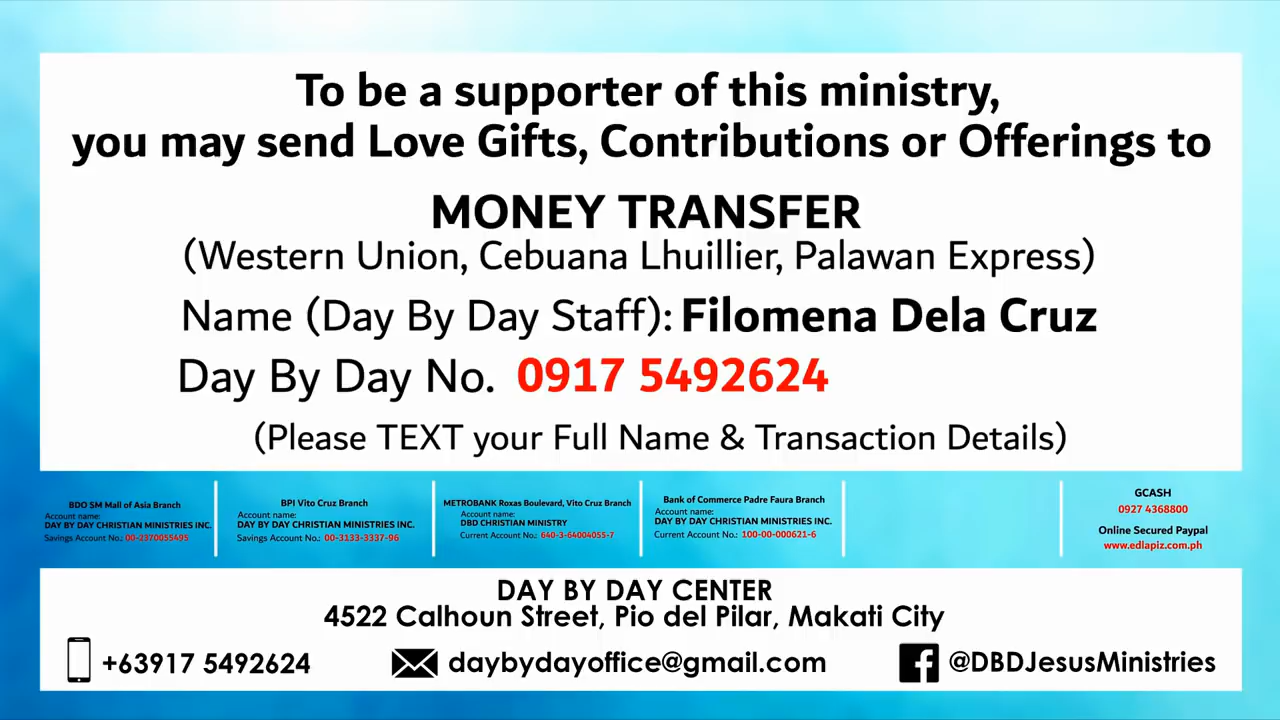 To be a supporter of this ministry,
you may send Love Gifts, Contributions or Offerings to
MONEY TRANSFER
(Western Union, Cebuana Lhuillier, Palawan Express)
Name (Day By Day Staff): Filomena Dela Cruz
Day By Day No. 0917 5492624
(Please TEXT your Full Name & Transaction Details)
BDO SM Mall of Asia Branch
Account name:
DAY BY DAY CHRISTIAN MINISTRIES INC.
Savings Account No.: 00-2370055495
BPI Vito Cruz Branch
Account name:
DAY BY DAY CHRISTIAN MINISTRIES INC.
Savings Account No.: 00-3133-3337-96
METROBANK Roxas Boulevard, Vito Cruz Branch
Account name:
DBD CHRISTIAN MINISTRY
Current Account No.: 640-3-64004055-7
Bank of Commerce Padre Faura Branch
Account name:
DAY BY DAY CHRISTIAN MINISTRIES INC.
Current Account No.: 100-00-000621-6
GCASH
0927 4368800
Online Secured Paypal
www.edlapiz.com.ph
DAY BY DAY CENTER
4522 Calhoun Street, Pio del Pilar, Makati City
+63917 5492624
daybydayoffice@gmail.com
@DBDJesusMinistries